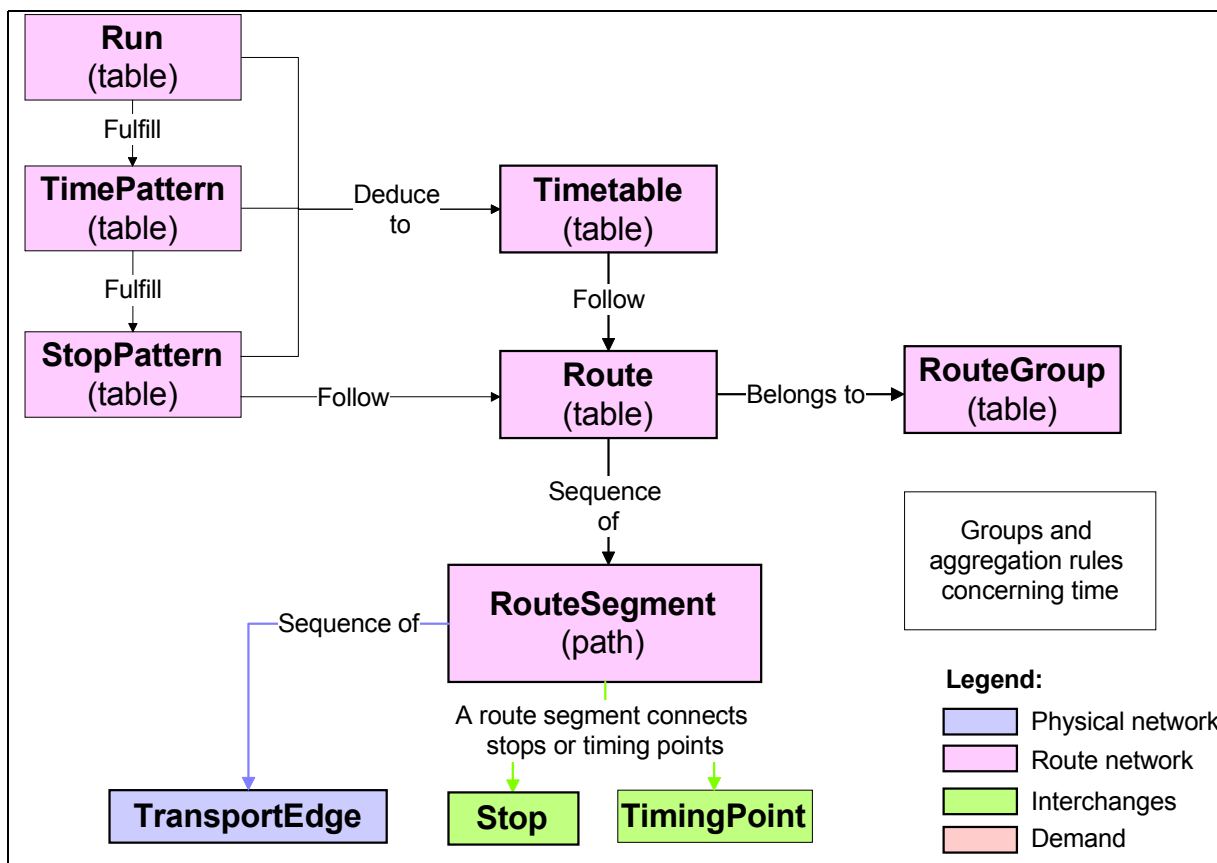 Run
(table)
Fulfill
TimePattern
(table)
Deduce
to
Timetable
(table)
Fulfill
Follow
StopPattern
(table)
Follow
Route
(table)
Belongs to
RouteGroup
(table)
Sequence
of
Groups and
aggregation rules
concerning time
RouteSegment
(path)
Sequence of
A route segment connects
stops or timing points
TransportEdge
Stop
TimingPoint
Legend:
Physical network
Route network
Interchanges
Demand